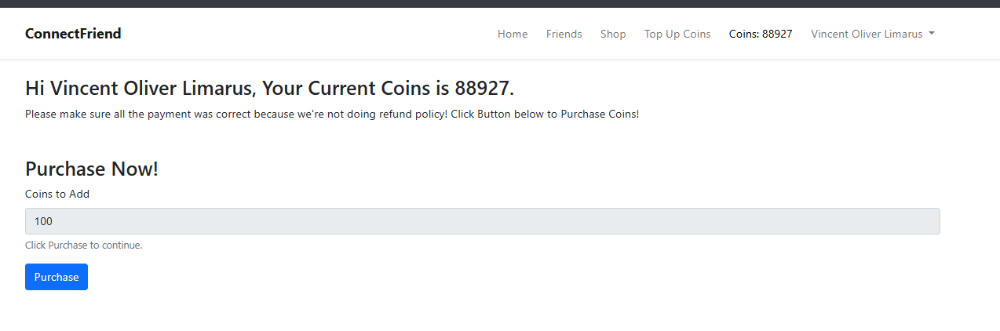 ConnectFriend Home Friends Shop Top Up Coins Coins: 88927 Vincent Oliver Limarus
Hi Vincent Oliver Limarus, Your Current Coins is 88927.
Please make sure all the payment was correct because we're not doing refund policy! Click Button below to Purchase Coins!
Purchase Now!
Coins to Add
100
Click Purchase to continue.
Purchase